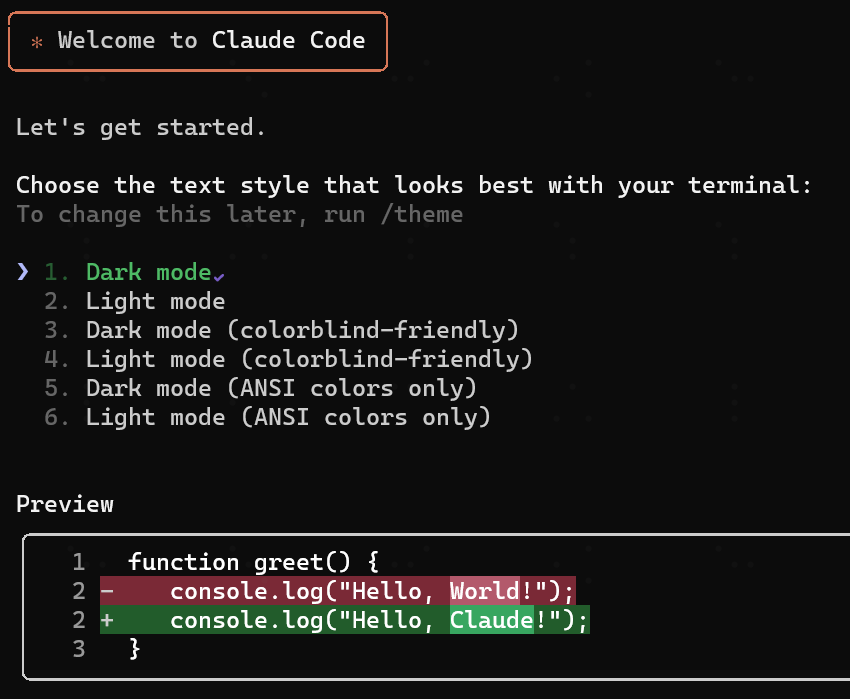 * Welcome to Claude Code
Let's get started.
Choose the text style that looks best with your terminal:
To change this later, run /theme
❯ 1. Dark mode✓
2. Light mode
3. Dark mode (colorblind-friendly)
4. Light mode (colorblind-friendly)
5. Dark mode (ANSI colors only)
6. Light mode (ANSI colors only)
Preview
1 function greet() {
2 - console.log("Hello, World!");
2 + console.log("Hello, Claude!");
3 }